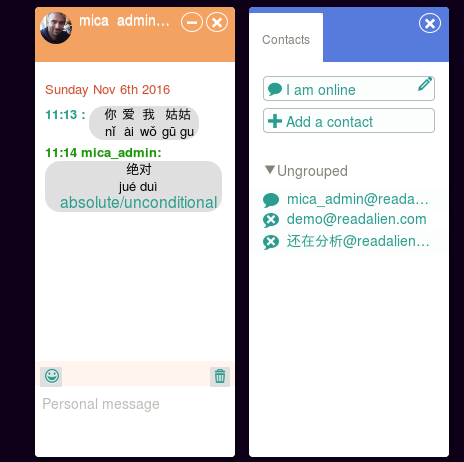 mica_admin...
Sunday Nov 6th 2016
11:13 : 你 爱 我 姑姑
nǐ ài wǒ gū gu
11:14 mica_admin:
绝对
jué duì
absolute/unconditional
Personal message
Contacts
I am online
Add a contact
▼Ungrouped
mica_admin@reada...
demo@readalien.com
还在分析@readalien...